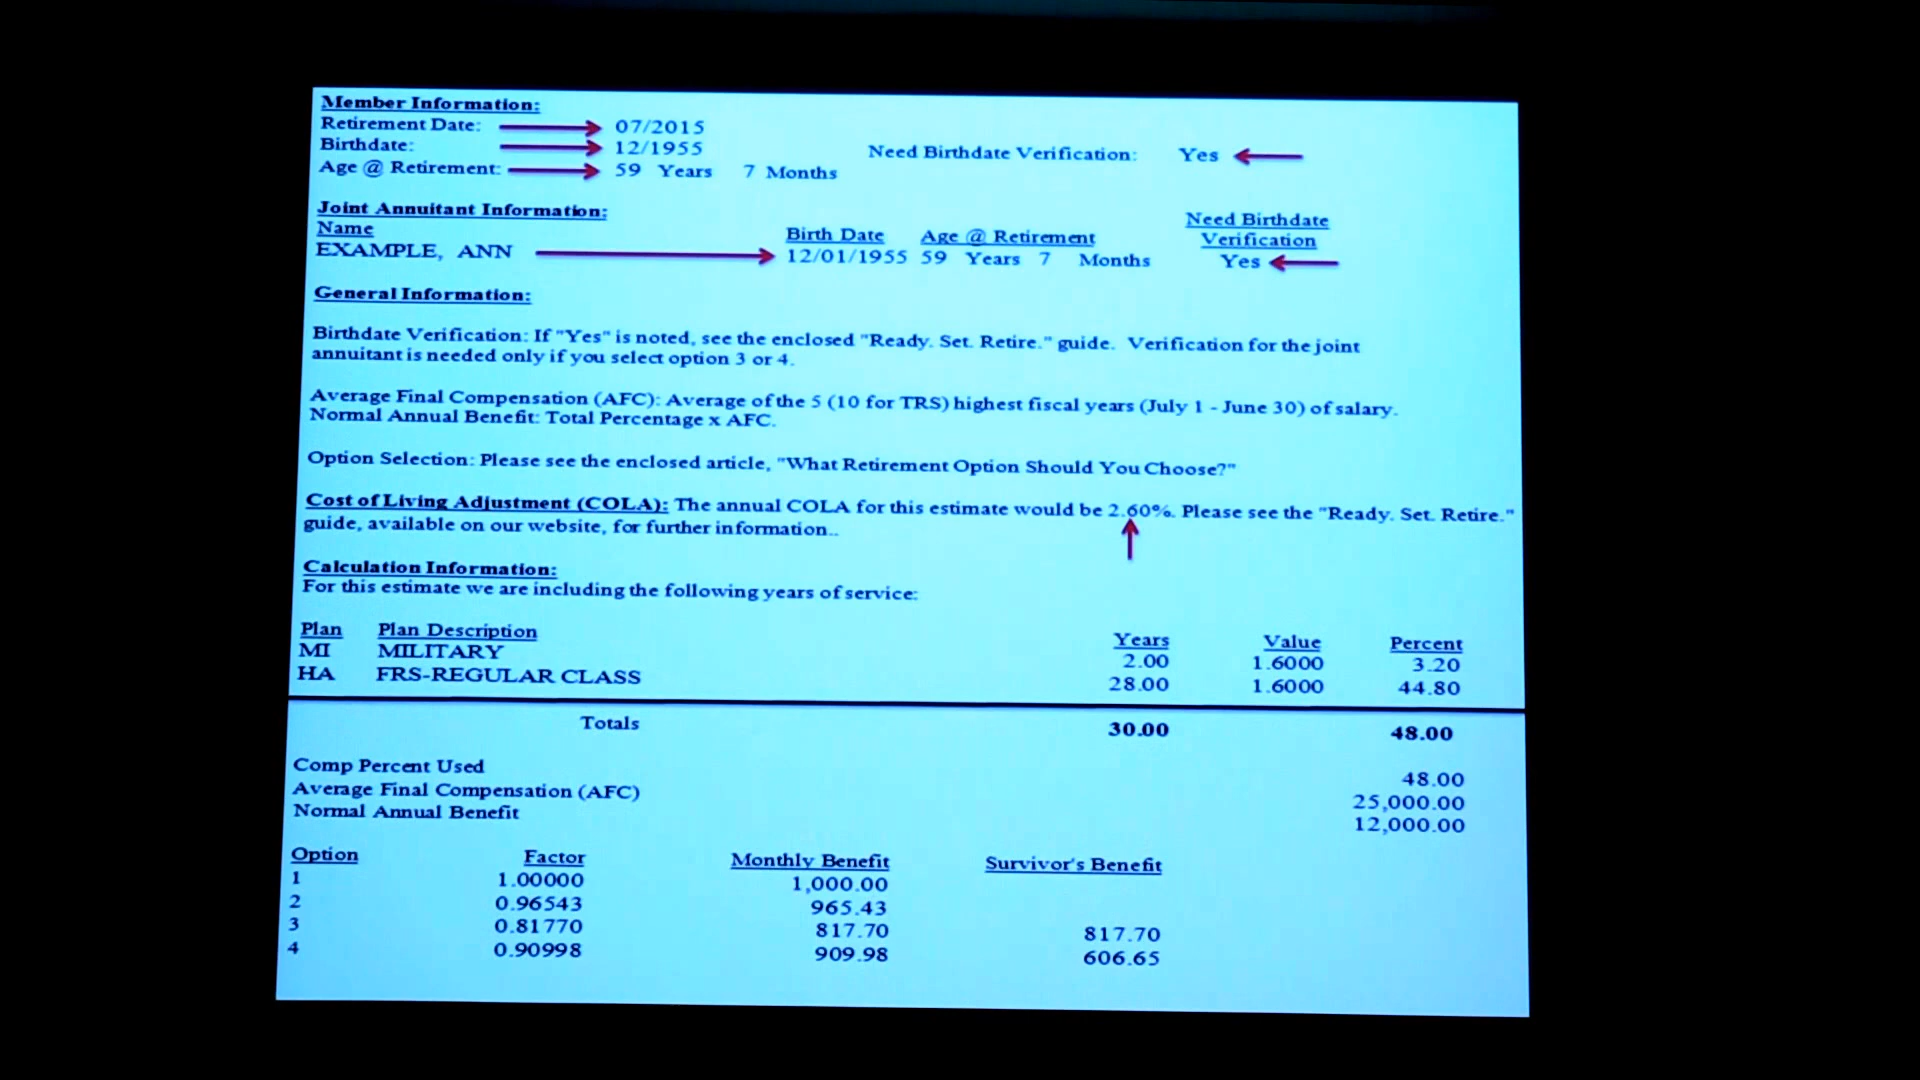 Member Information:
Retirement Date: 07/2015
Birthdate: 12/1955 Need Birthdate Verification: Yes
Age @ Retirement: 59 Years 7 Months
Joint Annuitant Information:
Name Birth Date Age @ Retirement Need Birthdate Verification
EXAMPLE, ANN 12/01/1955 59 Years 7 Months Yes
General Information:
Birthdate Verification: If "Yes" is noted, see the enclosed "Ready. Set. Retire." guide. Verification for the joint
annuitant is needed only if you select option 3 or 4.
Average Final Compensation (AFC): Average of the 5 (10 for TRS) highest fiscal years (July 1 - June 30) of salary.
Normal Annual Benefit: Total Percentage x AFC.
Option Selection: Please see the enclosed article, "What Retirement Option Should You Choose?"
Cost of Living Adjustment (COLA): The annual COLA for this estimate would be 2.60%. Please see the "Ready. Set. Retire."
guide, available on our website, for further information..
Calculation Information:
For this estimate we are including the following years of service:
Plan Plan Description Years Value Percent
MI MILITARY 2.00 1.6000 3.20
HA FRS-REGULAR CLASS 28.00 1.6000 44.80
Totals 30.00 48.00
Comp Percent Used 48.00
Average Final Compensation (AFC) 25,000.00
Normal Annual Benefit 12,000.00
Option Factor Monthly Benefit Survivor's Benefit
1 1.00000 1,000.00
2 0.96543 965.43
3 0.81770 817.70 817.70
4 0.90998 909.98 606.65